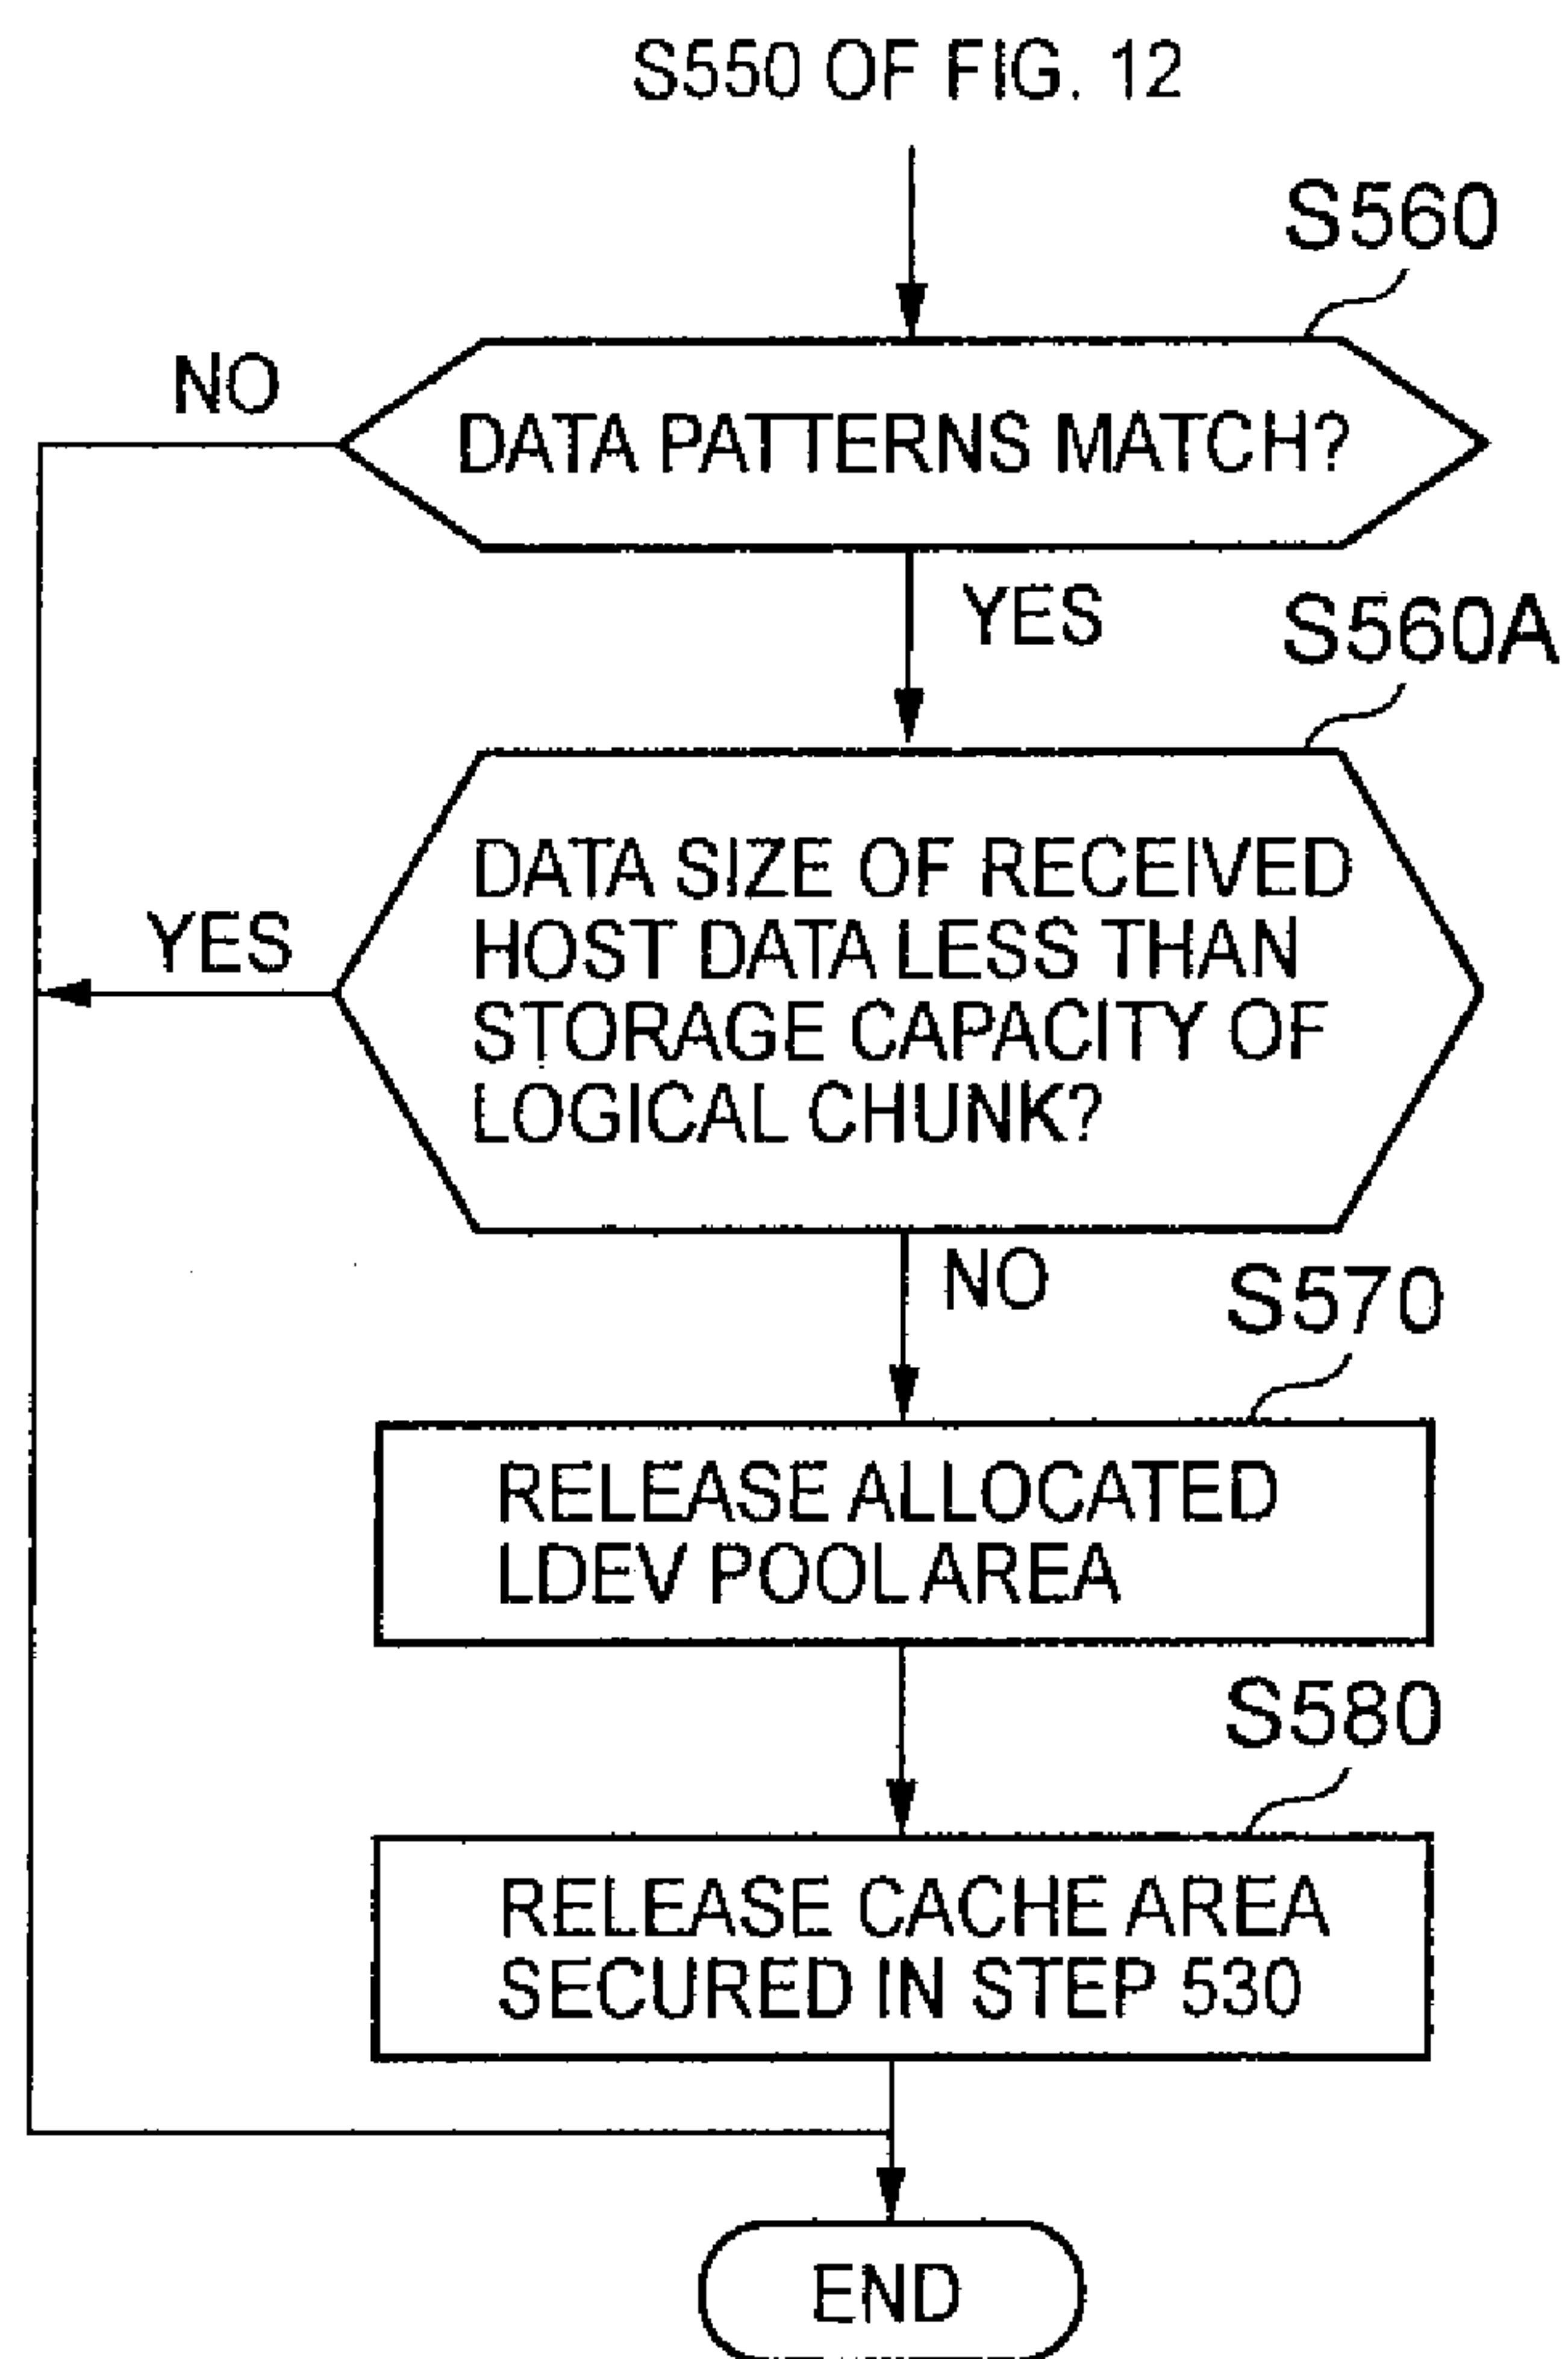 S550 OF FIG. 12
S560
NO
DATA PATTERNS MATCH?
YES
S560A
DATA SIZE OF RECEIVED
HOST DATA LESS THAN
STORAGE CAPACITY OF
LOGICAL CHUNK?
YES
NO
S570
RELEASE ALLOCATED
LDEV POOL AREA
S580
RELEASE CACHE AREA
SECURED IN STEP 530
END